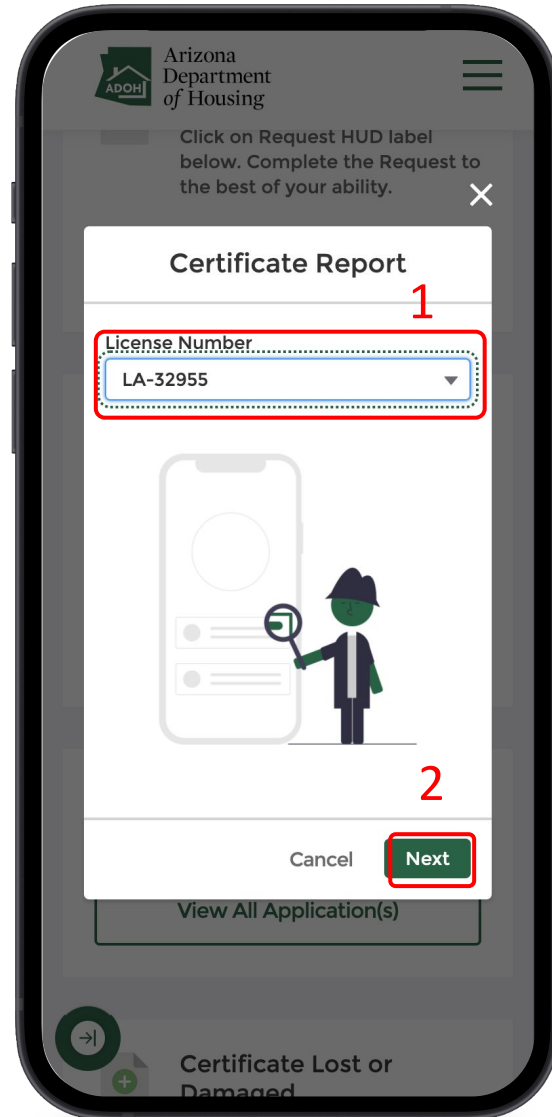 ADOH
Arizona
Department
of Housing
Click on Request HUD label
below. Complete the Request to
the best of your ability.
Certificate Report
1
License Number
LA-32955
2
Cancel
Next
View All Application(s)
Certificate Lost or
Damaged